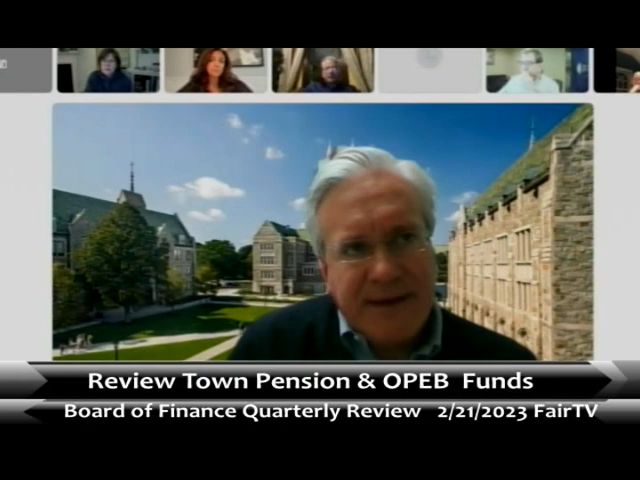 Review Town Pension & OPEB Funds
Board of Finance Quarterly Review 2/21/2023 FairTV